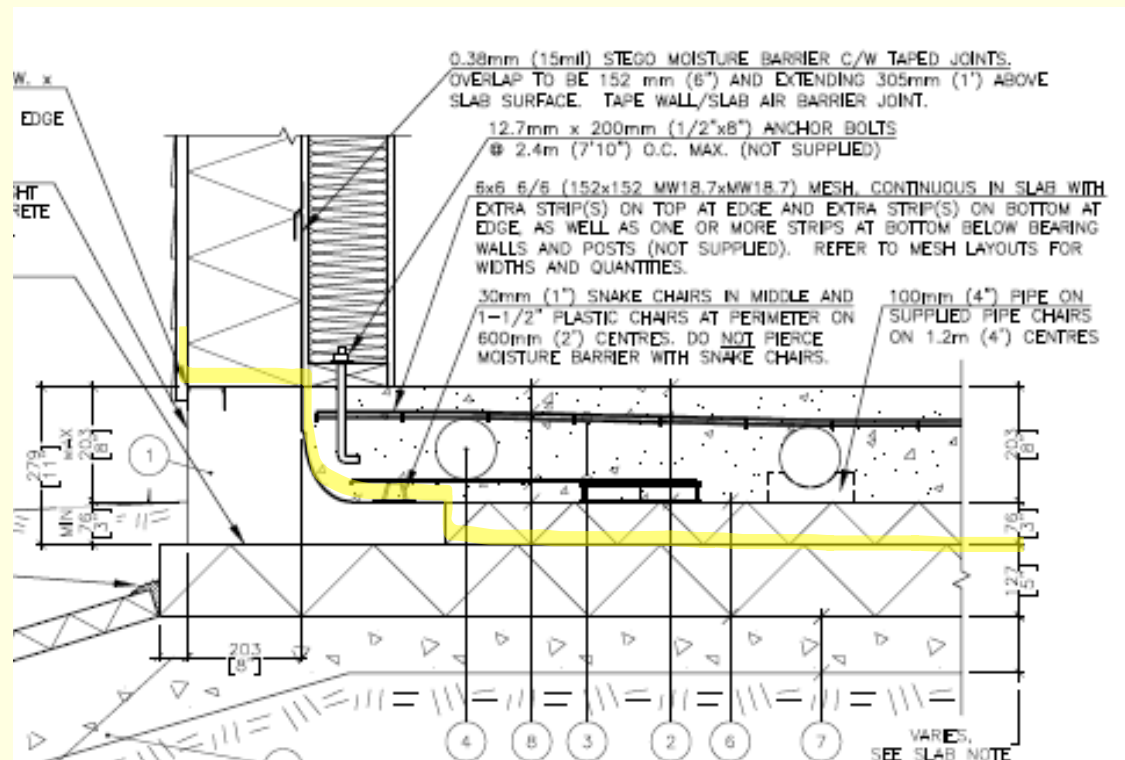 W. x
EDGE
GHT
RETE
0.38mm (15mil) STEGO MOISTURE BARRIER C/W TAPED JOINTS.
OVERLAP TO BE 152 mm (6") AND EXTENDING 305mm (1') ABOVE
SLAB SURFACE. TAPE WALL/SLAB AIR BARRIER JOINT.
12.7mm x 200mm (1/2"x8") ANCHOR BOLTS
@ 2.4m (7'10") O.C. MAX. (NOT SUPPLIED)
6x6 6/6 (152x152 MW18.7xMW18.7) MESH, CONTINUOUS IN SLAB WITH
EXTRA STRIP(S) ON TOP AT EDGE AND EXTRA STRIP(S) ON BOTTOM AT
EDGE, AS WELL AS ONE OR MORE STRIPS AT BOTTOM BELOW BEARING
WALLS AND POSTS (NOT SUPPLIED). REFER TO MESH LAYOUTS FOR
WIDTHS AND QUANTITIES.
30mm (1") SNAKE CHAIRS IN MIDDLE AND
1-1/2" PLASTIC CHAIRS AT PERIMETER ON
600mm (2') CENTRES. DO NOT PIERCE
MOISTURE BARRIER WITH SNAKE CHAIRS.
100mm (4") PIPE ON
SUPPLIED PIPE CHAIRS
ON 1.2m (4') CENTRES
279
[11"]
MAX
203
[8"]
MIN
76
[3"]
1
203
[8"]
76
[3"]
127
[5"]
203
[8"]
4
8
3
2
6
7
VARIES,
SEE SLAB NOTE